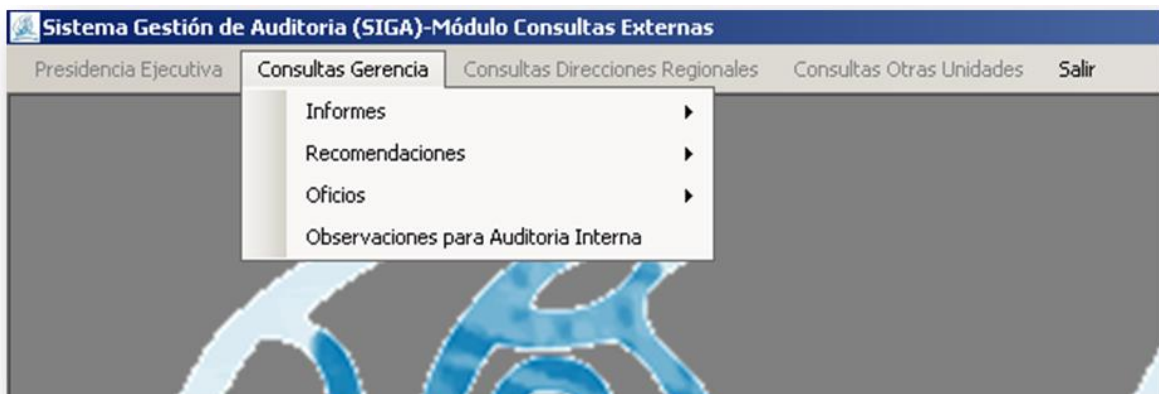 Sistema Gestión de Auditoria (SIGA)-Módulo Consultas Externas
Presidencia Ejecutiva Consultas Gerencia Consultas Direcciones Regionales Consultas Otras Unidades Salir
Informes
Recomendaciones
Oficios
Observaciones para Auditoria Interna